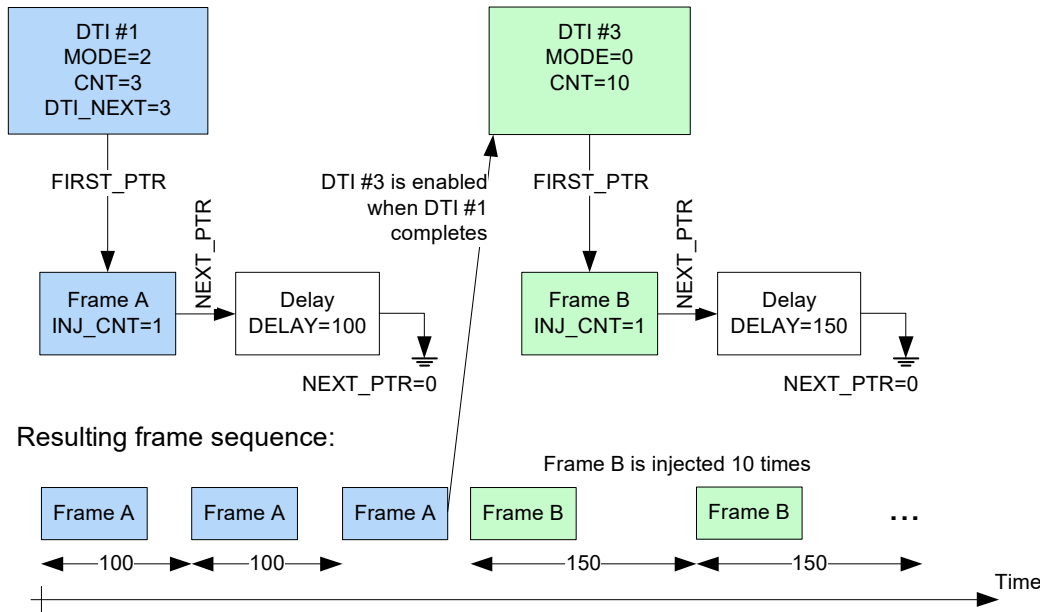 DTI #1
MODE=2
CNT=3
DTI_NEXT=3
DTI #3
MODE=0
CNT=10
FIRST_PTR
DTI #3 is enabled
when DTI #1
completes
FIRST_PTR
NEXT_PTR
NEXT_PTR
Frame A
INJ_CNT=1
Delay
DELAY=100
Frame B
INJ_CNT=1
Delay
DELAY=150
NEXT_PTR=0
NEXT_PTR=0
Resulting frame sequence:
Frame B is injected 10 times
Frame A
Frame A
Frame A
Frame B
Frame B
...
100
100
150
150
Time